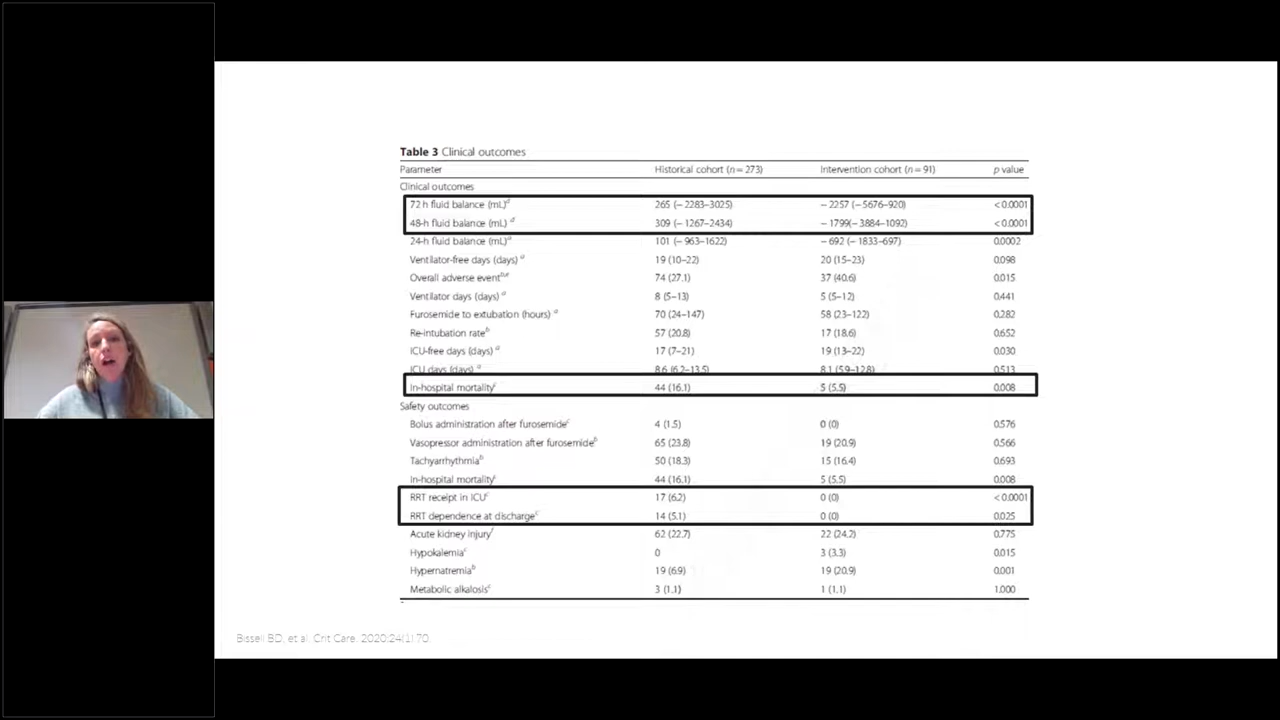 Table 3 Clinical outcomes
Parameter Historical cohort (n = 273) Intervention cohort (n = 91) p value
Clinical outcomes
72 h fluid balance (mL)a 265 (− 2283–3025) − 2257 (− 5676–920) < 0.0001
48-h fluid balance (mL) a 309 (− 1267–2434) − 1799(− 3884–1092) < 0.0001
24-h fluid balance (mL)a 101 (− 963–1622) − 692 (− 1833–697) 0.0002
Ventilator-free days (days) a 19 (10–22) 20 (15–23) 0.098
Overall adverse event 74 (27.1) 37 (40.6) 0.015
Ventilator days (days) a 8 (5–13) 5 (5–12) 0.441
Furosemide to extubation (hours) a 70 (24–147) 58 (23–122) 0.282
Re-intubation rateb 57 (20.8) 17 (18.6) 0.652
ICU-free days (days) a 17 (7–21) 19 (13–22) 0.030
ICU days (days) a 8.6 (6.2–13.5) 8.1 (5.9–12.8) 0.513
In-hospital mortalityc 44 (16.1) 5 (5.5) 0.008
Safety outcomes
Bolus administration after furosemidec 4 (1.5) 0 (0) 0.576
Vasopressor administration after furosemideb 65 (23.8) 19 (20.9) 0.566
Tachyarrhythmiab 50 (18.3) 15 (16.4) 0.693
In-hospital mortalityc 44 (16.1) 5 (5.5) 0.008
RRT receipt in ICUc 17 (6.2) 0 (0) < 0.0001
RRT dependence at dischargec 14 (5.1) 0 (0) 0.025
Acute kidney injuryf 62 (22.7) 22 (24.2) 0.775
Hypokalemiac 0 3 (3.3) 0.015
Hypernatremiab 19 (6.9) 19 (20.9) 0.001
Metabolic alkalosisc 3 (1.1) 1 (1.1) 1.000
Bissell BD, et al. Crit Care. 2020;24(1):70